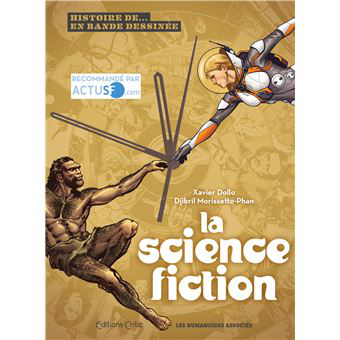 HISTOIRE DE...
EN BANDE DESSINÉE
RECOMMANDÉ PAR
ACTUSF.com
Xavier Dollo
Djibril Morissette-Phan
la
science
fiction
Éditions Critic
LES HUMANOÏDES ASSOCIÉS